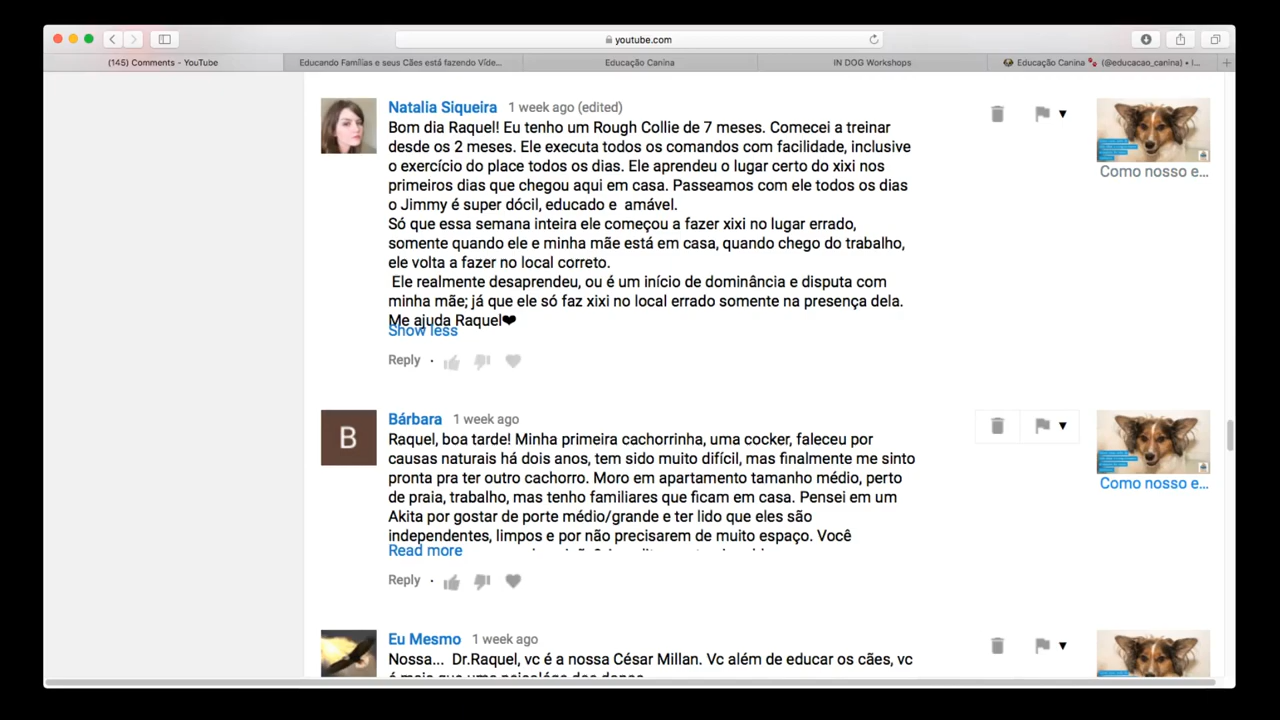 youtube.com
(145) Comments - YouTube
Educando Famílias e seus Cães está fazendo Víde...
Educação Canina
IN DOG Workshops
Educação Canina 🐾 (@educacao_canina) • I...
Natalia Siqueira 1 week ago (edited)
Bom dia Raquel! Eu tenho um Rough Collie de 7 meses. Comecei a treinar
desde os 2 meses. Ele executa todos os comandos com facilidade, inclusive
o exercício do place todos os dias. Ele aprendeu o lugar certo do xixi nos
primeiros dias que chegou aqui em casa. Passeamos com ele todos os dias
o Jimmy é super dócil, educado e amável.
Só que essa semana inteira ele começou a fazer xixi no lugar errado,
somente quando ele e minha mãe está em casa, quando chego do trabalho,
ele volta a fazer no local correto.
Ele realmente desaprendeu, ou é um início de dominância e disputa com
minha mãe; já que ele só faz xixi no local errado somente na presença dela.
Me ajuda Raquel❤
Show less
Reply ·
Como nosso e...
Bárbara 1 week ago
Raquel, boa tarde! Minha primeira cachorrinha, uma cocker, faleceu por
causas naturais há dois anos, tem sido muito difícil, mas finalmente me sinto
pronta pra ter outro cachorro. Moro em apartamento tamanho médio, perto
de praia, trabalho, mas tenho familiares que ficam em casa. Pensei em um
Akita por gostar de porte médio/grande e ter lido que eles são
independentes, limpos e por não precisarem de muito espaço. Você
Read more
Reply ·
Como nosso e...
Eu Mesmo 1 week ago
Nossa... Dr.Raquel, vc é a nossa César Millan. Vc além de educar os cães, vc